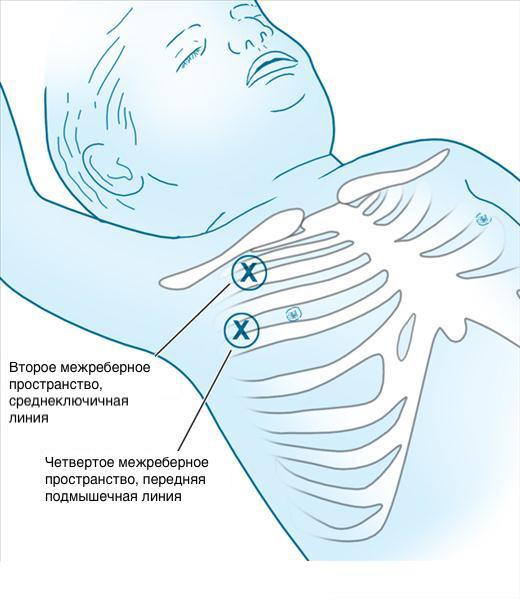 X
X
Второе межреберное
пространство,
среднеключичная
линия
Четвертое межреберное
пространство, передняя
подмышечная линия